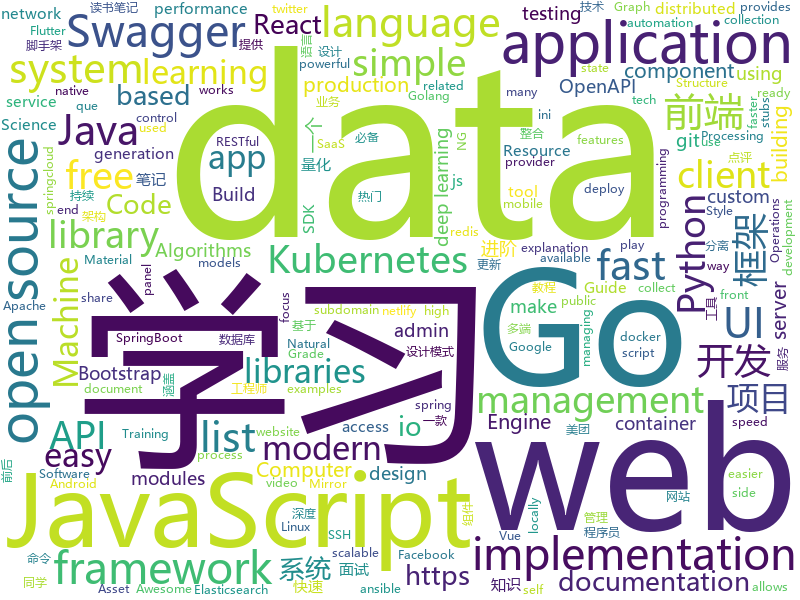 读书笔记
twitter
performance
Graph
automation
collection
技术
network
Flutter
distributed
provides
Swagger
React
language
testing
application
脚手架
native
提供
语言
设计
powerful
state
service
业务
many
works
component
using
system
learning
simple
Golang
related
OpenAPI
Structure
ready
production
ini
tech
stubs
faster
based
que
data
前端
Science
Java
control
used
RESTful
一个
SaaS
必备
NG
整合
git
use
Processing
building
generation
app
Resource
热门
量化
provider
点评
springcloud
free
笔记
Build
js
client
end
持续
deep learning
tool
features
deploy
mobile
open source
架构
Code
SDK
custom
programming
Style
分离
Operations
library
Algorithms
进阶
explanation
play
development
Material
models
Kubernetes
Python
更新
available
way
框架
Machine
学习
panel
share
focus
fast
教程
Guide
collect
front
Apache
subdomain
netlify
high
Go
make
public
工具
server
SpringBoot
数据库
基于
Grade
admin
多端
Google
UI
script
docker
managing
Bootstrap
Natural
设计模式
libraries
开发
服务
document
涵盖
工程师
examples
management
项目
API
Training
website
list
access
spring
io
一款
Engine
美团
container
speed
easy
process
modern
Computer
design
web
easier
side
modules
Software
video
Mirror
JavaScript
组件
locally
网站
Android
深度
Linux
SSH
scalable
Facebook
Vue
管理
程序员
implementation
前后
命令
framework
系统
面试
https
知识
self
同学
Asset
Awesome
快速
Elasticsearch
ansible
redis
documentation
allows